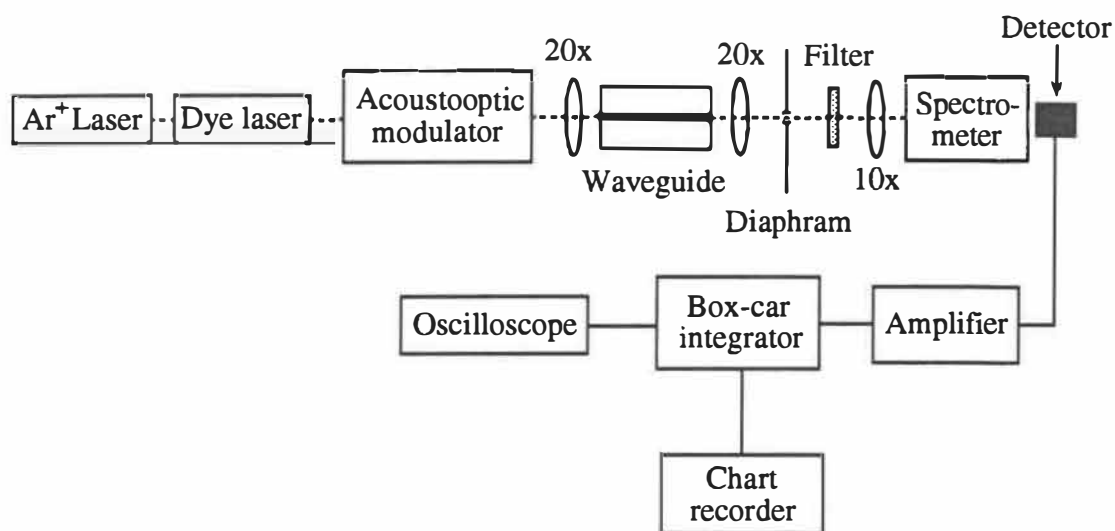 Detector
20x
20x
Filter
Ar+ Laser
Dye laser
Acoustooptic
modulator
Spectro-
meter
Waveguide
10x
Diaphram
Oscilloscope
Box-car
integrator
Amplifier
Chart
recorder